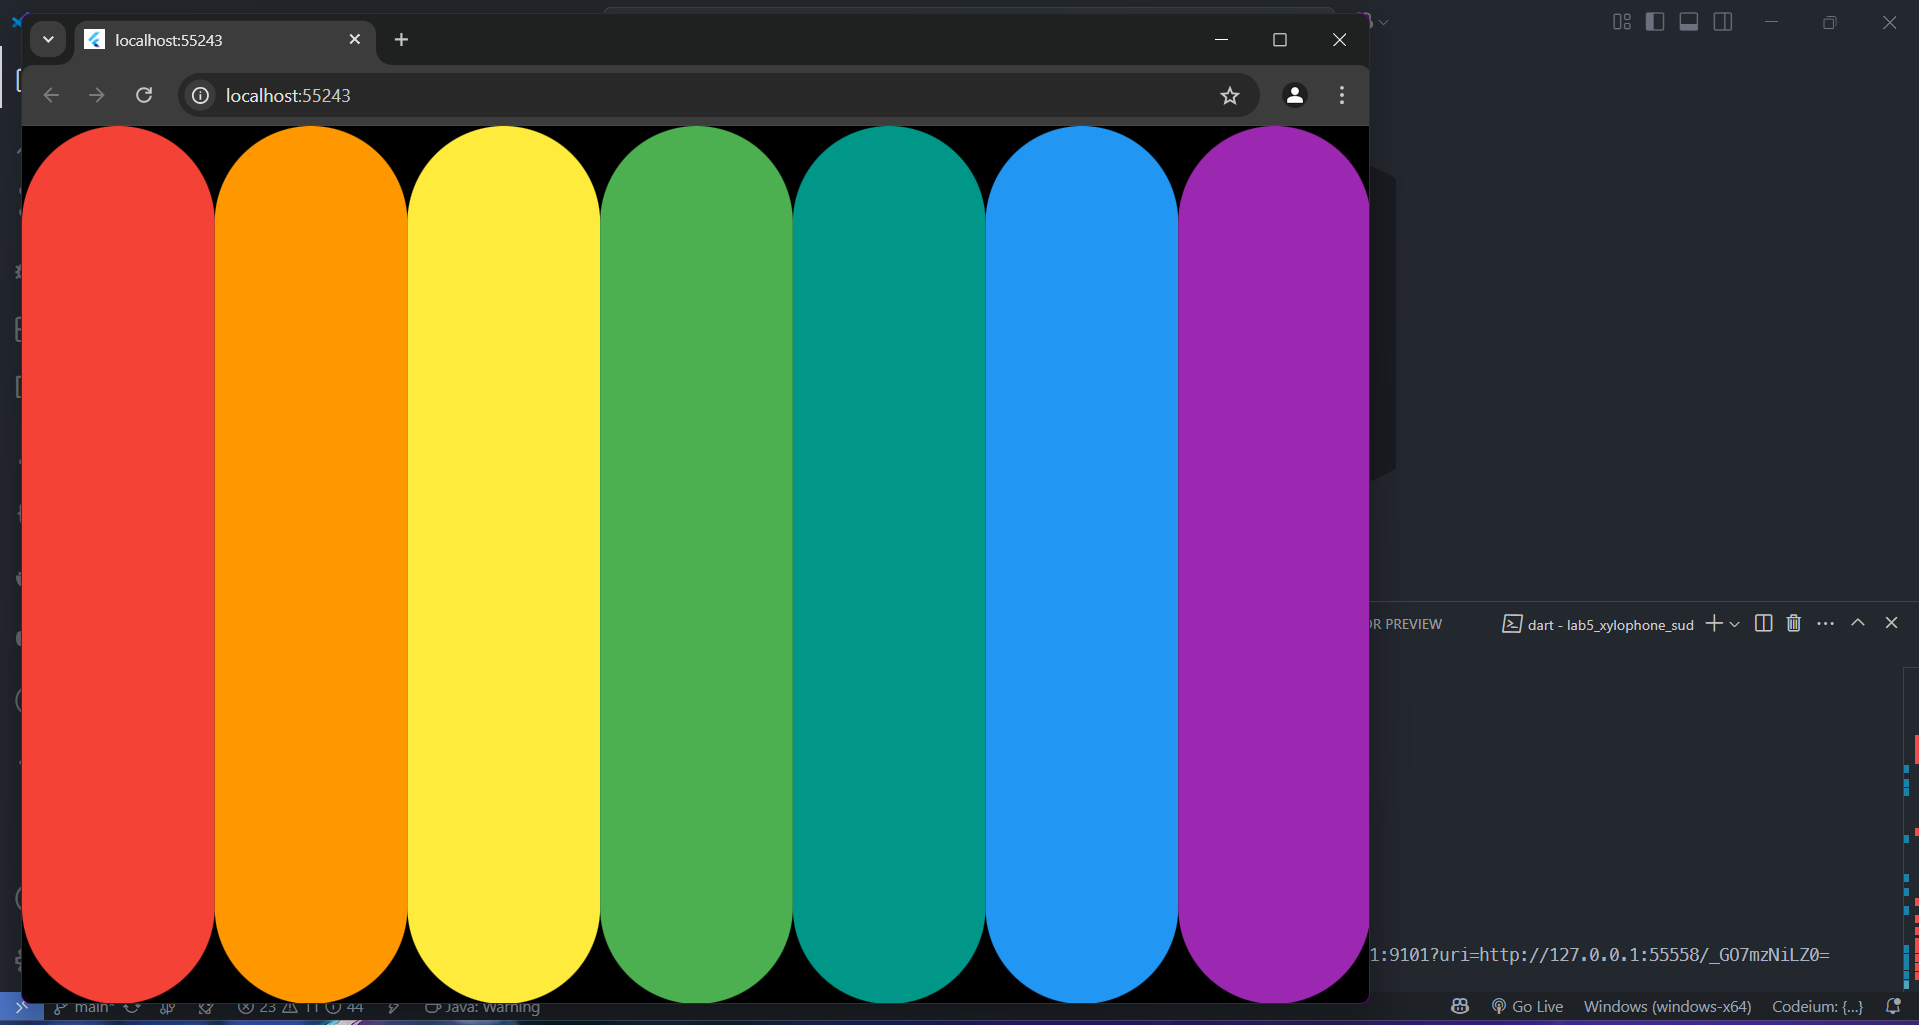 localhost:55243
localhost:55243
OR PREVIEW
dart - lab5_xylophone_sud
1:9101?uri=http://127.0.0.1:55558/_GO7mzNiLZ0=
main* 23 11 44 Java: Warning
Go Live Windows (windows-x64) Codeium: {...}